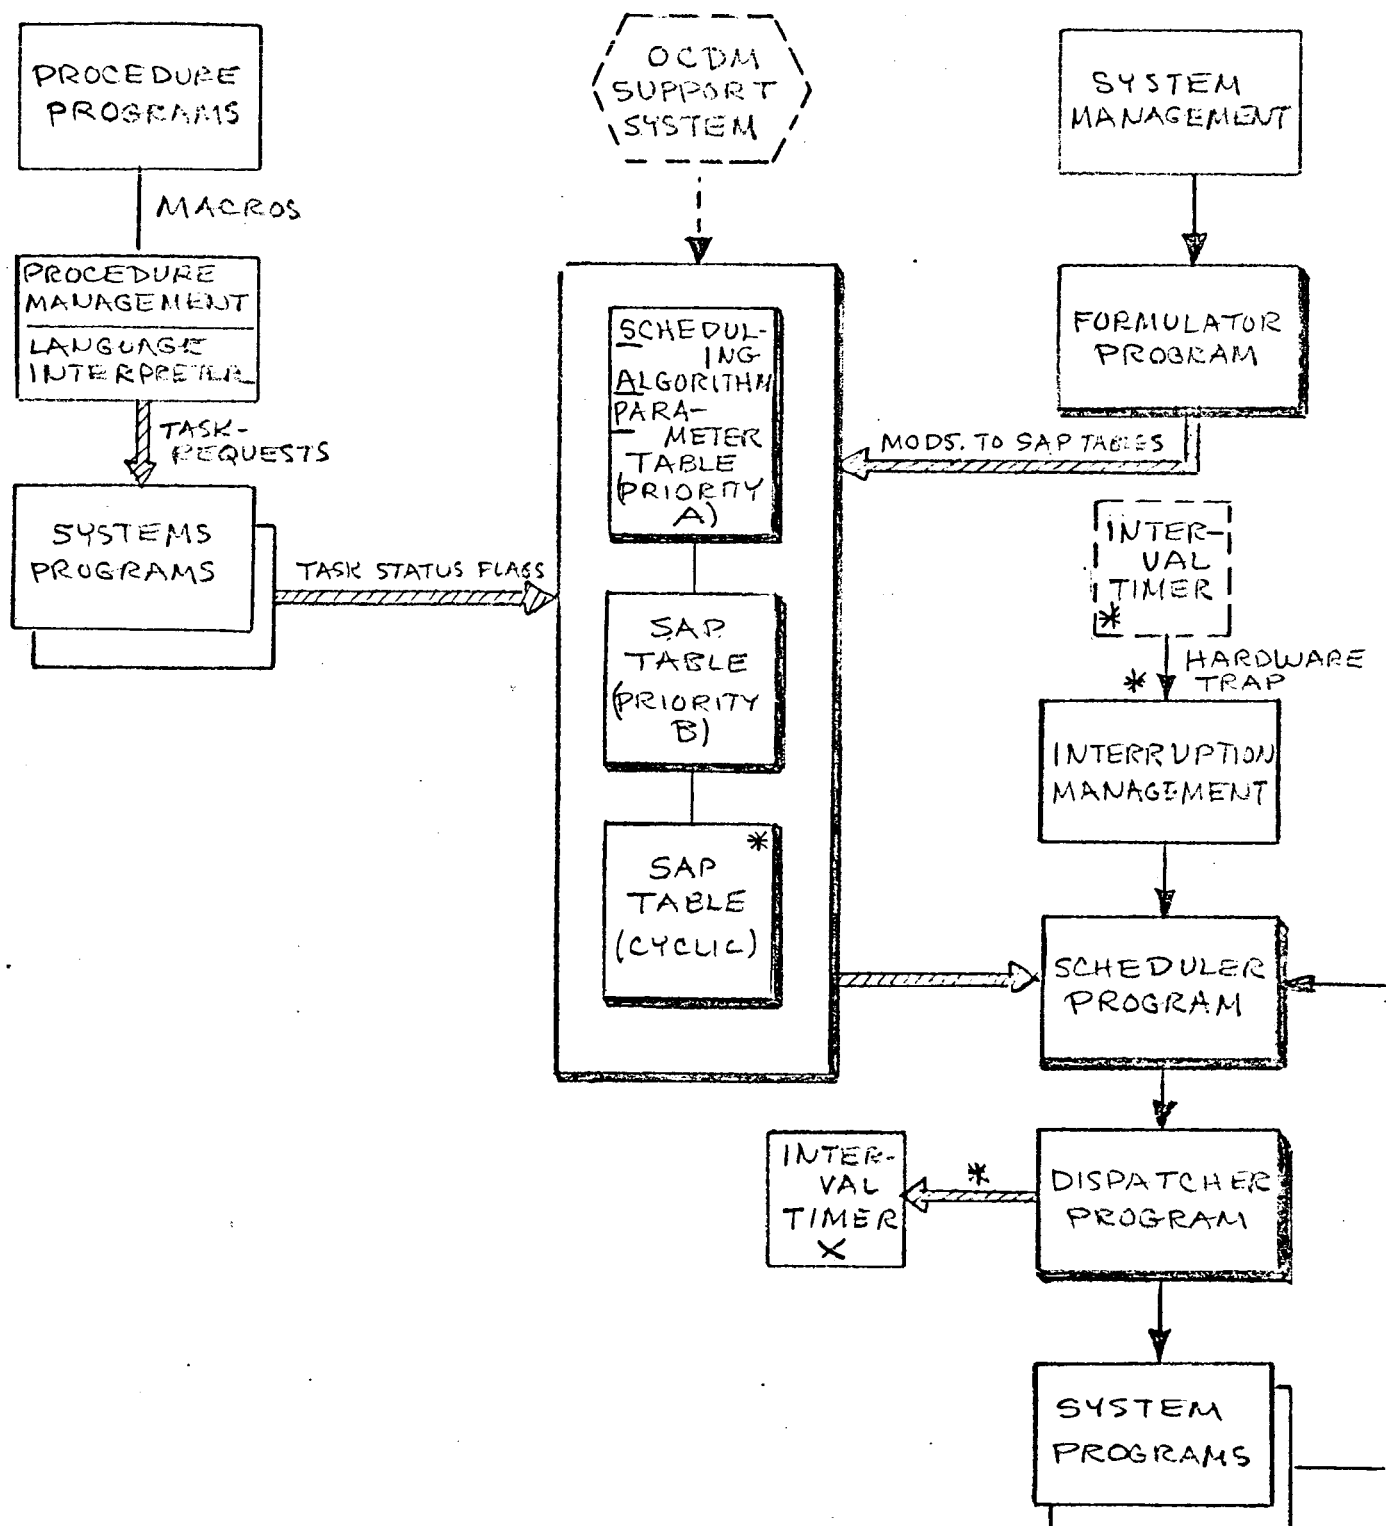 PROCEDURE
PROGRAMS
MACROS
PROCEDURE
MANAGEMENT
LANGUAGE
INTERPRETER
TASK-
REQUESTS
SYSTEMS
PROGRAMS
TASK STATUS FLAGS
OCDM
SUPPORT
SYSTEM
SCHEDUL-
ING
ALGORITHM
PARA-
METER
TABLE
(PRIORITY
A)
SAP
TABLE
(PRIORITY
B)
*
SAP
TABLE
(CYCLIC)
SYSTEM
MANAGEMENT
FORMULATOR
PROGRAM
MODS. TO SAP TABLES
INTER-
VAL
TIMER
*
* HARDWARE
TRAP
INTERRUPTION
MANAGEMENT
SCHEDULER
PROGRAM
DISPATCHER
PROGRAM
*
INTER-
VAL
TIMER
X
SYSTEM
PROGRAMS